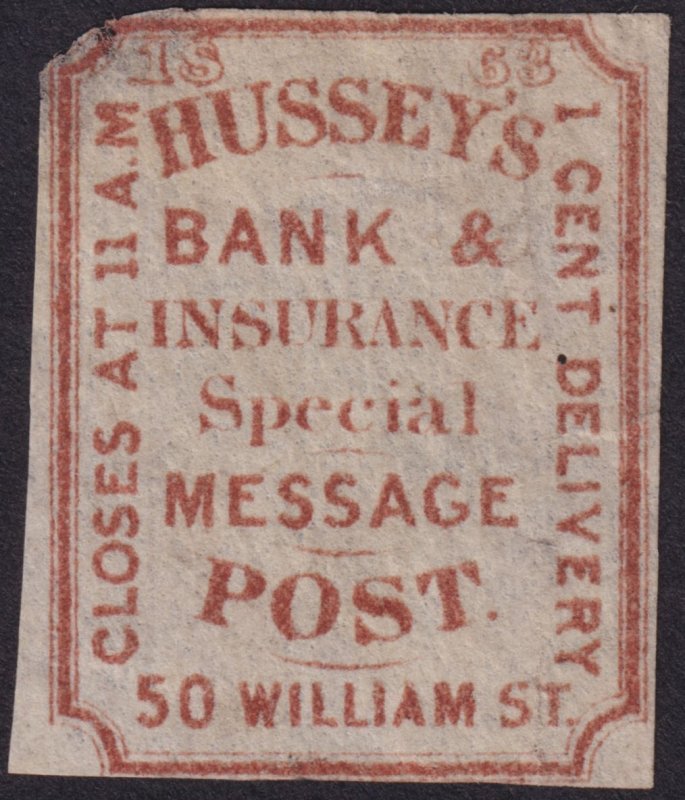 18 63
HUSSEY'S
BANK &
INSURANCE
Special
MESSAGE
POST.
50 WILLIAM ST.
CLOSES AT 11 A.M
1 CENT DELIVERY